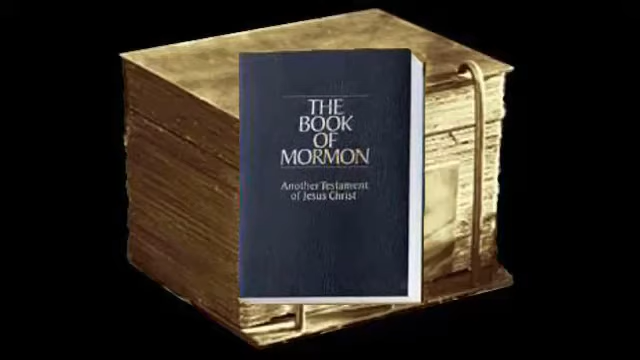 THE
BOOK
OF
MORMON
Another Testament
of Jesus Christ